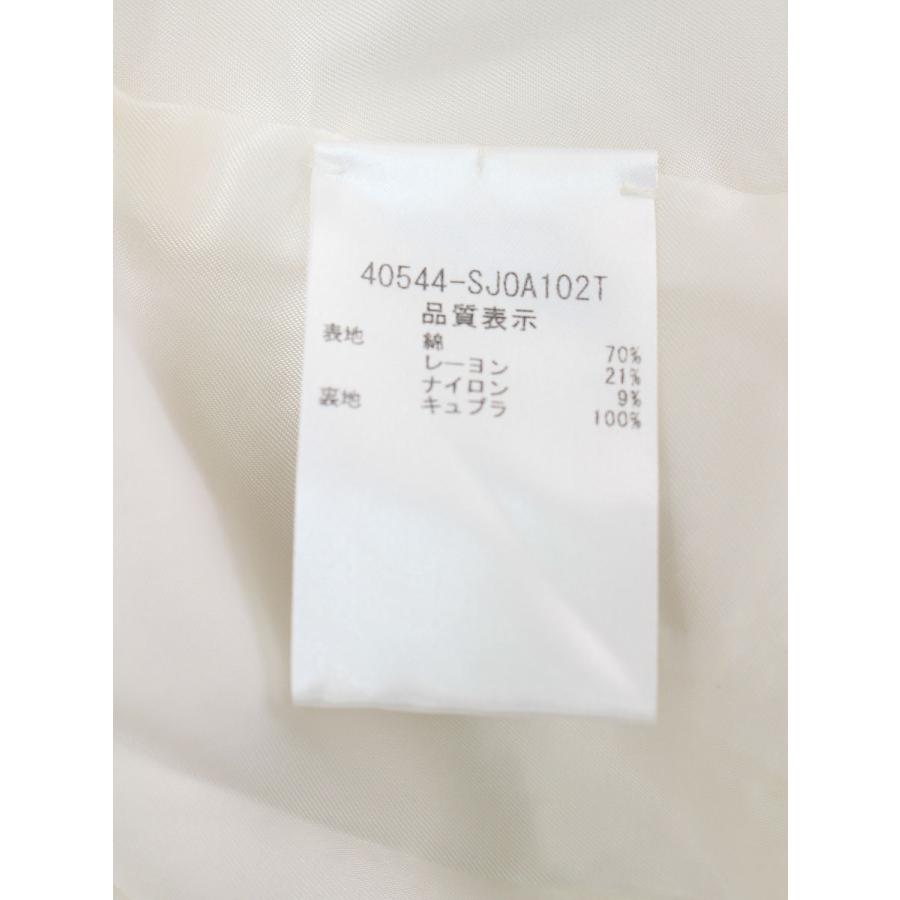 40544-SJ0A102T
品質表示
表地 綿 70%
レーヨン 21%
ナイロン 9%
裏地 キュプラ 100%